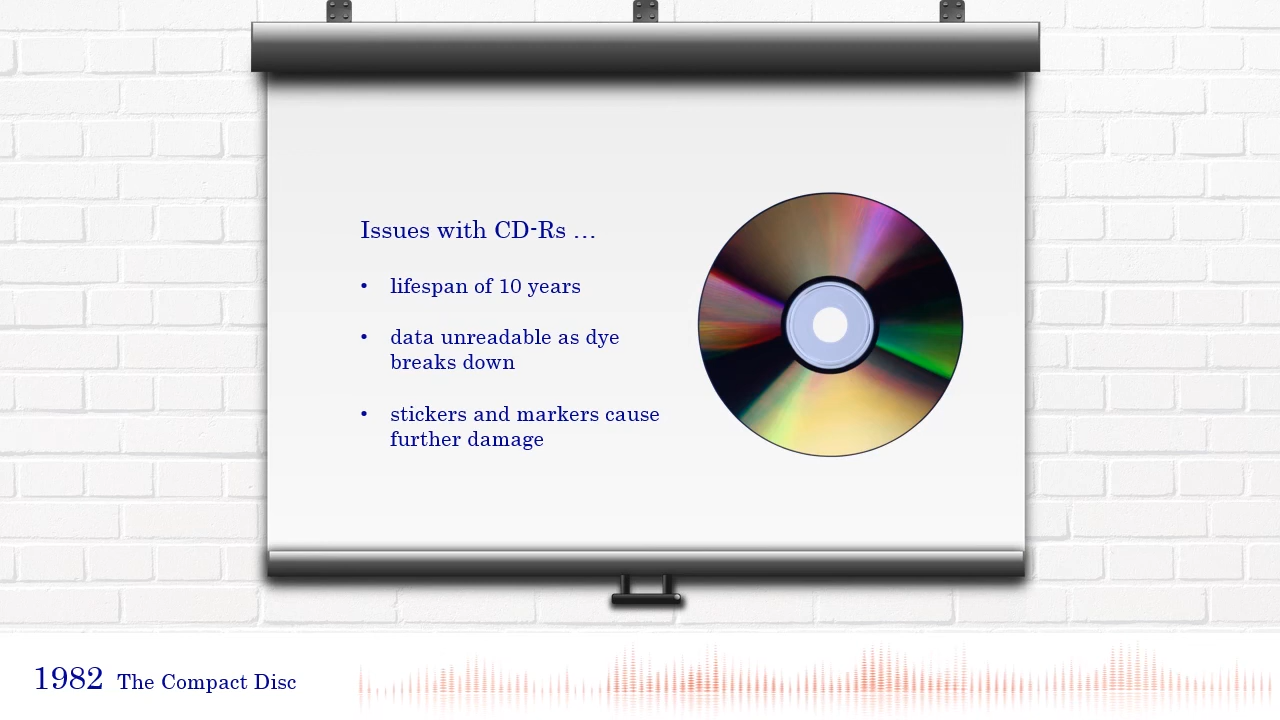 Issues with CD-Rs …
• lifespan of 10 years
• data unreadable as dye
breaks down
• stickers and markers cause
further damage
1982 The Compact Disc